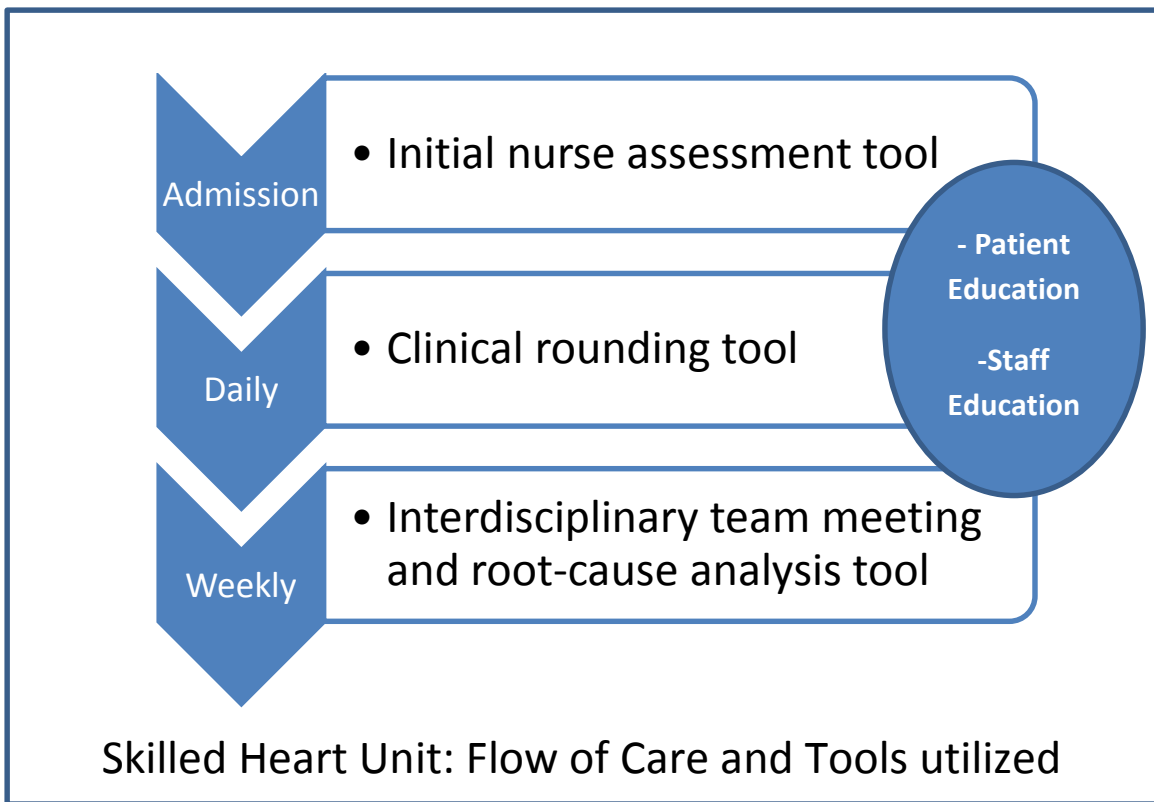 Admission
• Initial nurse assessment tool
Daily
• Clinical rounding tool
Weekly
• Interdisciplinary team meeting
and root-cause analysis tool
- Patient
Education
-Staff
Education
Skilled Heart Unit: Flow of Care and Tools utilized